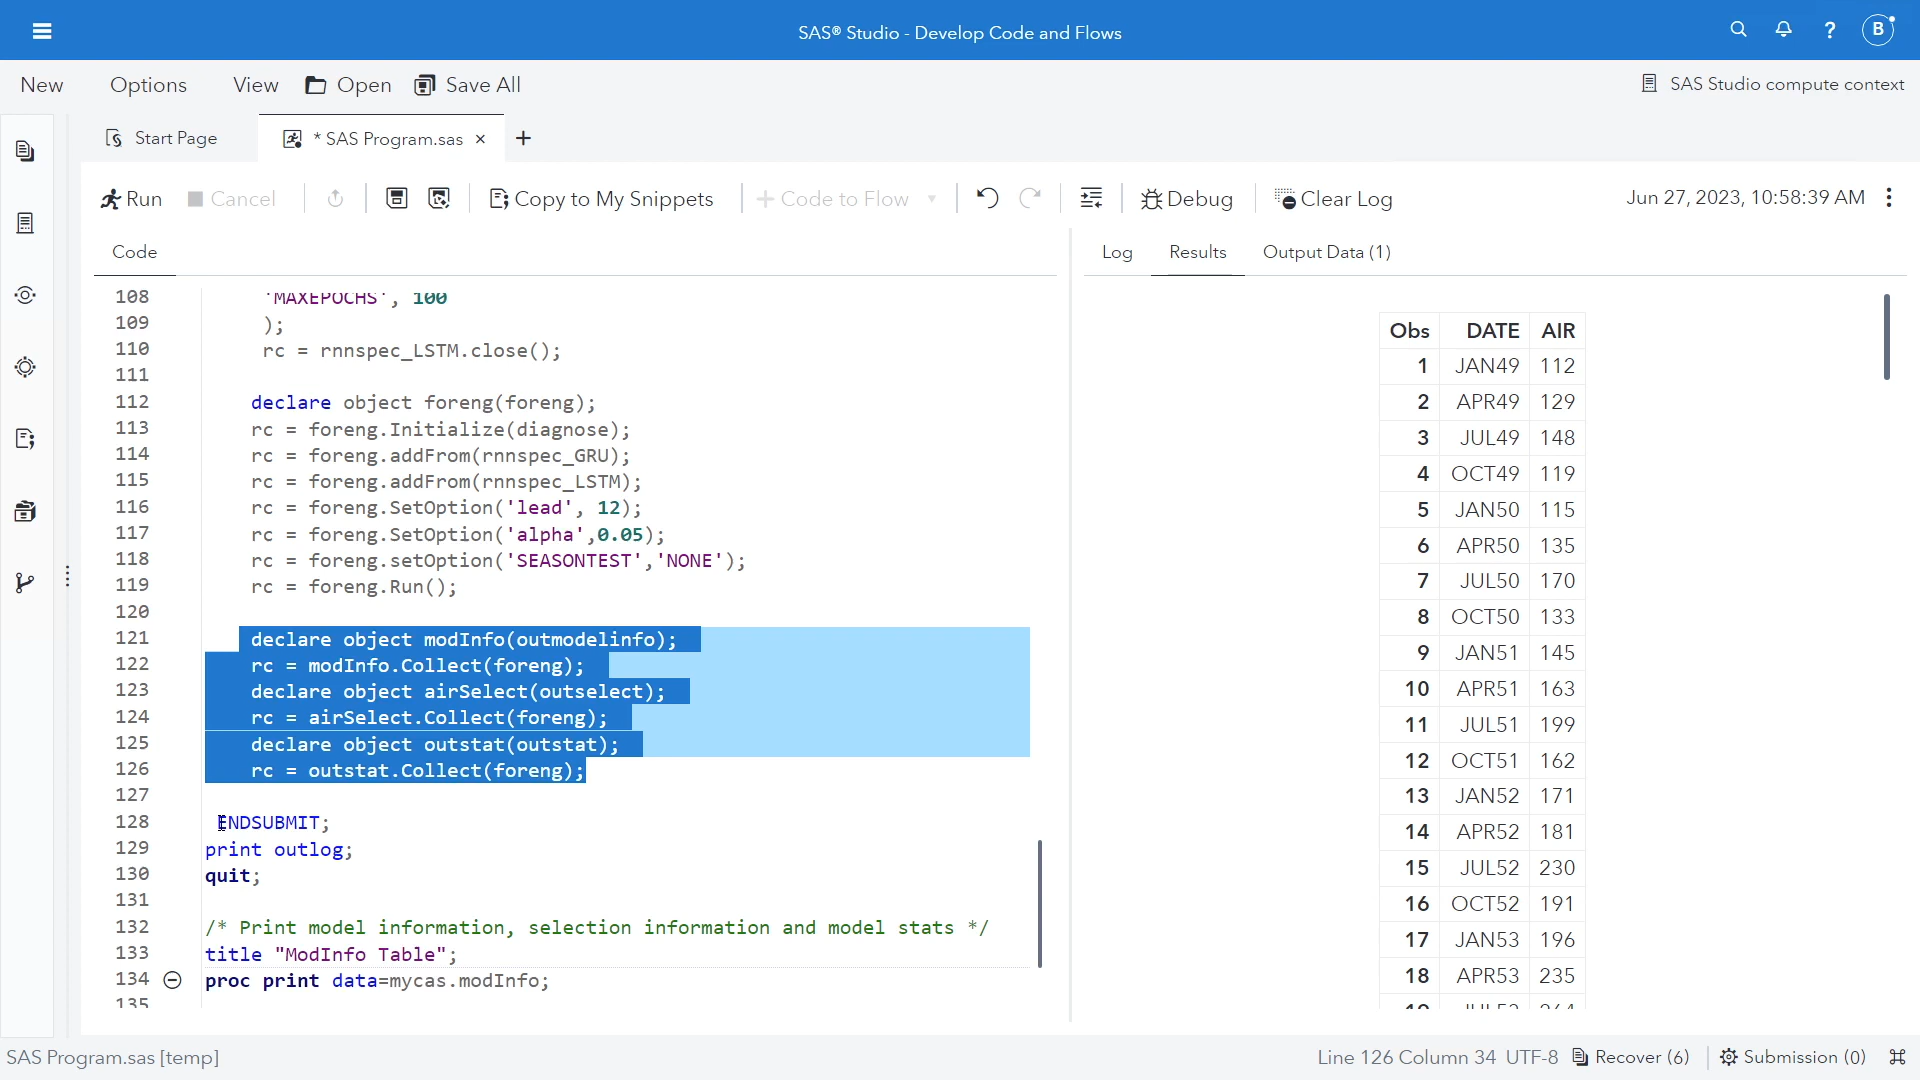 SAS® Studio - Develop Code and Flows
B
New Options View Open Save All
SAS Studio compute context
Start Page
* SAS Program.sas
Run Cancel Copy to My Snippets Code to Flow Debug Clear Log
Jun 27, 2023, 10:58:39 AM
Code
108 'MAXEPOCHS', 100
109 );
110 rc = rnnspec_LSTM.close();
111
112 declare object foreng(foreng);
113 rc = foreng.Initialize(diagnose);
114 rc = foreng.addFrom(rnnspec_GRU);
115 rc = foreng.addFrom(rnnspec_LSTM);
116 rc = foreng.SetOption('lead', 12);
117 rc = foreng.SetOption('alpha',0.05);
118 rc = foreng.setOption('SEASONTEST','NONE');
119 rc = foreng.Run();
120
121 declare object modInfo(outmodelinfo);
122 rc = modInfo.Collect(foreng);
123 declare object airSelect(outselect);
124 rc = airSelect.Collect(foreng);
125 declare object outstat(outstat);
126 rc = outstat.Collect(foreng);
127
128 ENDSUBMIT;
129 print outlog;
130 quit;
131
132 /* Print model information, selection information and model stats */
133 title "ModInfo Table";
134 proc print data=mycas.modInfo;
135
Log Results Output Data (1)
Obs DATE AIR
1 JAN49 112
2 APR49 129
3 JUL49 148
4 OCT49 119
5 JAN50 115
6 APR50 135
7 JUL50 170
8 OCT50 133
9 JAN51 145
10 APR51 163
11 JUL51 199
12 OCT51 162
13 JAN52 171
14 APR52 181
15 JUL52 230
16 OCT52 191
17 JAN53 196
18 APR53 235
19 JUL53 264
SAS Program.sas [temp]
Line 126 Column 34 UTF-8 Recover (6) Submission (0)